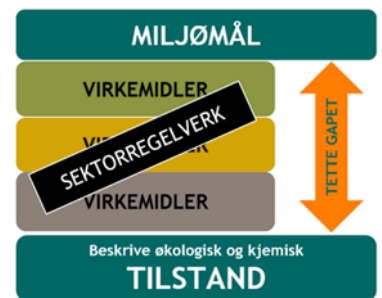 MILJØMÅL
VIRKEMIDLER
SEKTORREGELVERK
VIRKEMIDLER
TETTE GAPET
Beskrive økologisk og kjemisk
TILSTAND